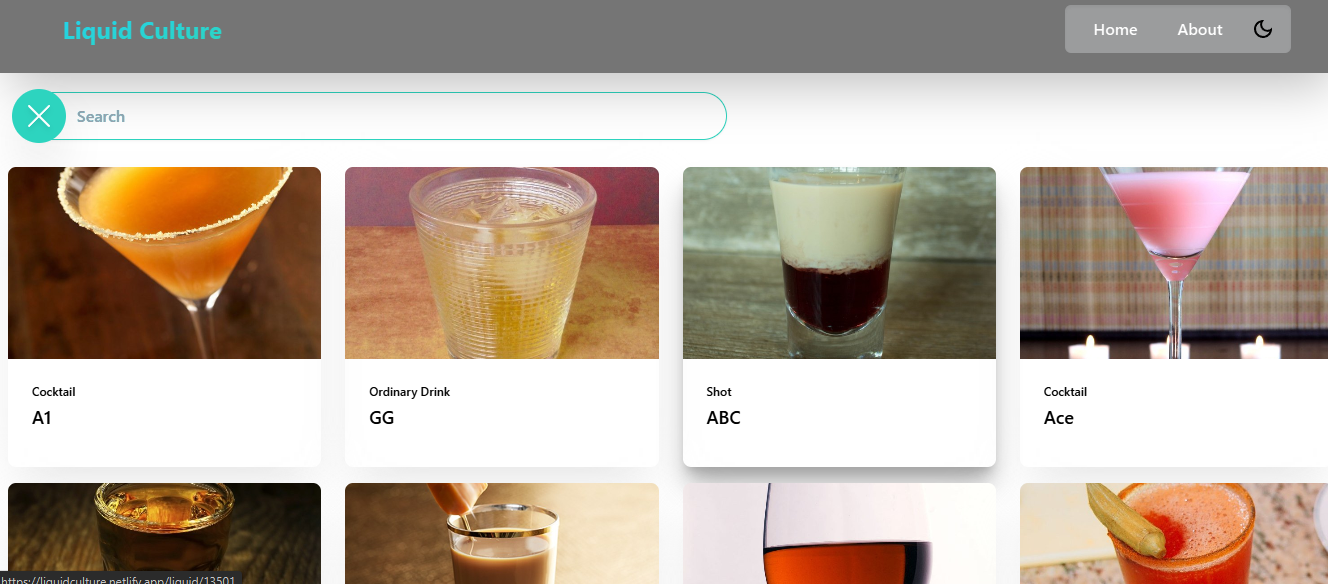 Liquid Culture
Home
About
Search
Cocktail
A1
Ordinary Drink
GG
Shot
ABC
Cocktail
Ace
https://liquidculture.netlify.app/liquid/13501